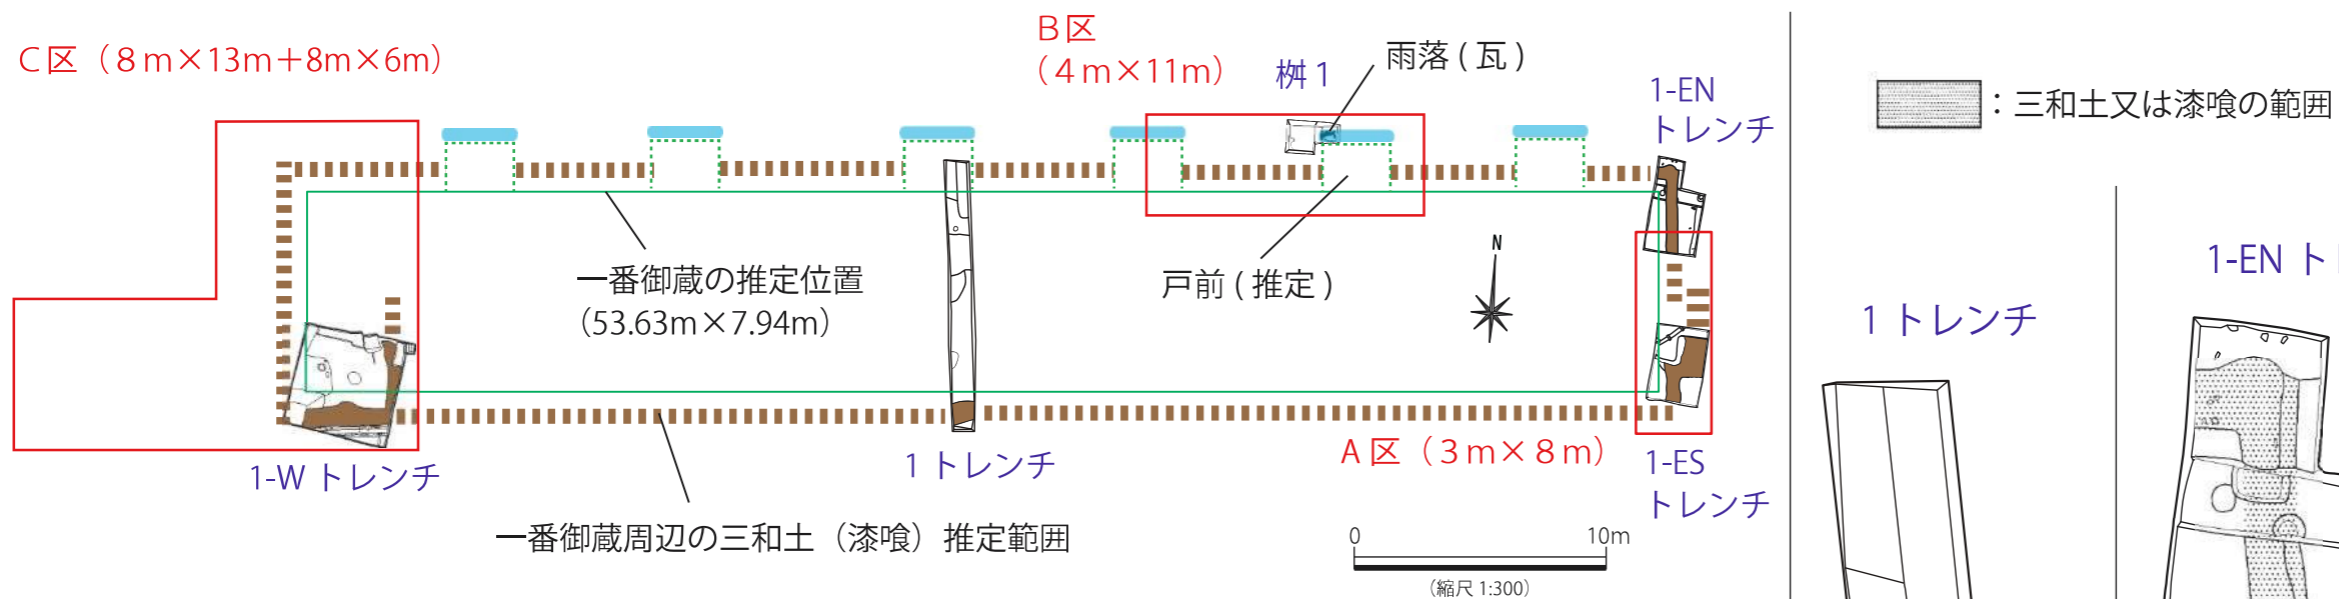 C区（８ｍ×13m＋8m×6m）
Ｂ区
（４ｍ×11m）
桝 1
雨落 ( 瓦 )
1-EN
トレンチ
：三和土又は漆喰の範囲
一番御蔵の推定位置
（53.63m×7.94m）
戸前 ( 推定 )
N
1 トレンチ
1-EN ト
1-W トレンチ
1 トレンチ
A 区（３ｍ×８ｍ）
1-ES
トレンチ
一番御蔵周辺の三和土（漆喰）推定範囲
0
10m
（縮尺 1:300）